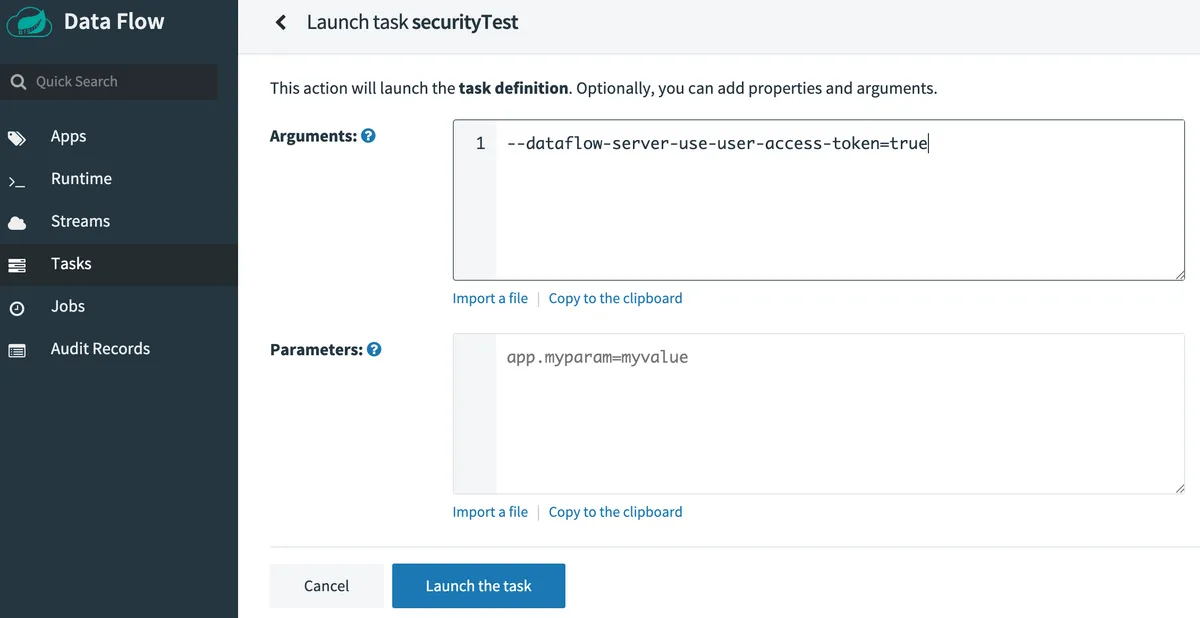 Data Flow
Quick Search
Apps
Runtime
Streams
Tasks
Jobs
Audit Records
Launch task securityTest
This action will launch the task definition. Optionally, you can add properties and arguments.
Arguments: ?
1 --dataflow-server-use-user-access-token=true
Import a file | Copy to the clipboard
Parameters: ?
app.myparam=myvalue
Import a file | Copy to the clipboard
Cancel Launch the task